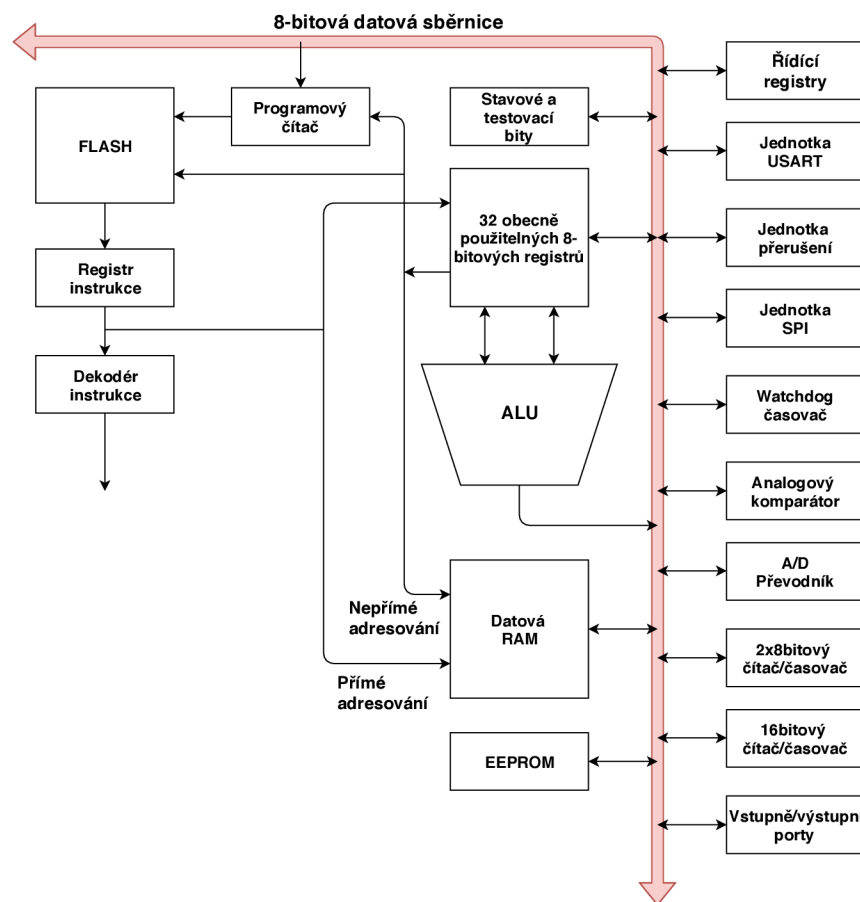 8-bitová datová sběrnice
FLASH
Programový
čítač
Registr
instrukce
Dekodér
instrukce
Stavové a
testovací
bity
32 obecně
použitelných 8-
bitových registrů
ALU
Nepřímé
adresování
Přímé
adresování
Datová
RAM
EEPROM
Řídící
registry
Jednotka
USART
Jednotka
přerušení
Jednotka
SPI
Watchdog
časovač
Analogový
komparátor
A/D
Převodník
2x8bitový
čítač/časovač
16bitový
čítač/časovač
Vstupně/výstupní
porty